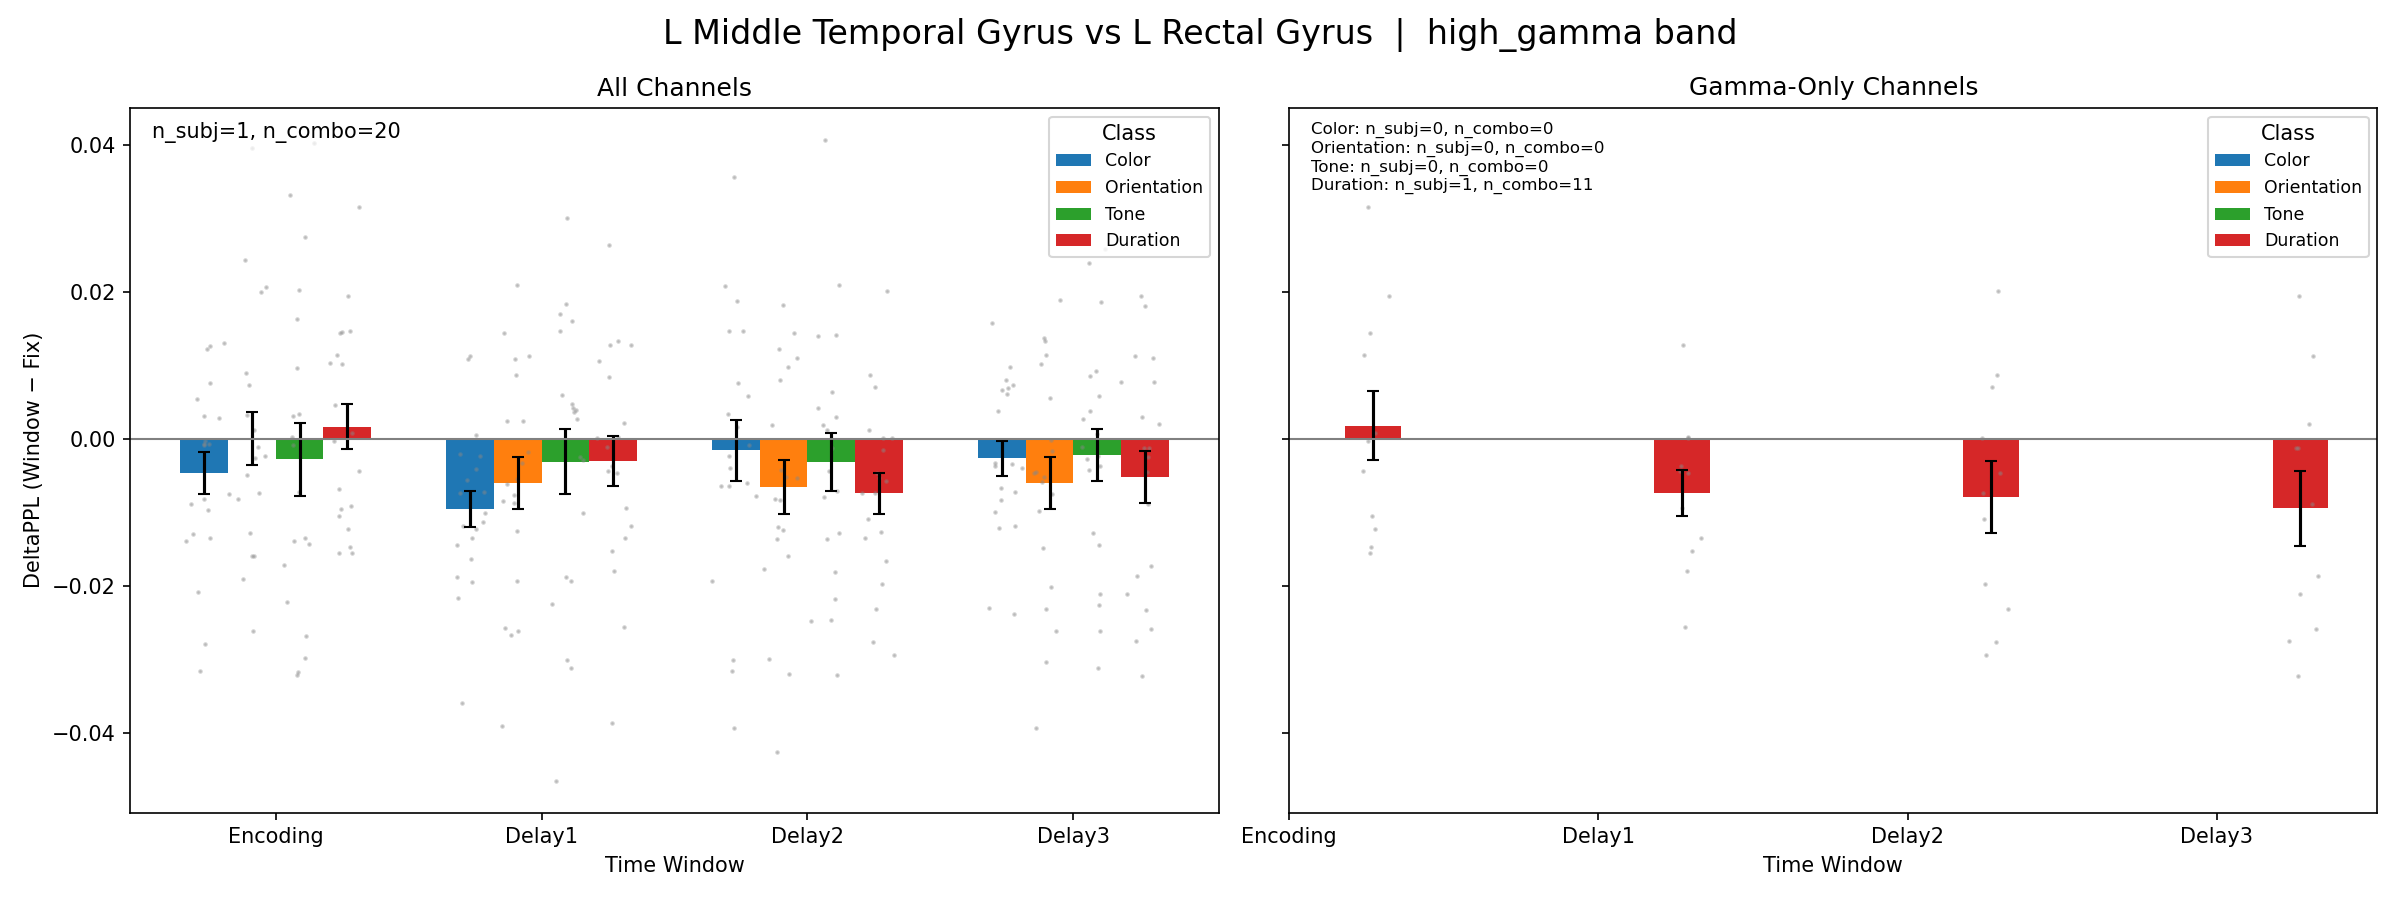 L Middle Temporal Gyrus vs L Rectal Gyrus | high_gamma band
All Channels
n_subj=1, n_combo=20
Class
Color
Orientation
Tone
Duration
DeltaPPL (Window − Fix)
0.04
0.02
0.00
−0.02
−0.04
Encoding
Delay1
Delay2
Delay3
Time Window
Gamma-Only Channels
Color: n_subj=0, n_combo=0
Orientation: n_subj=0, n_combo=0
Tone: n_subj=0, n_combo=0
Duration: n_subj=1, n_combo=11
Class
Color
Orientation
Tone
Duration
Encoding
Delay1
Delay2
Delay3
Time Window